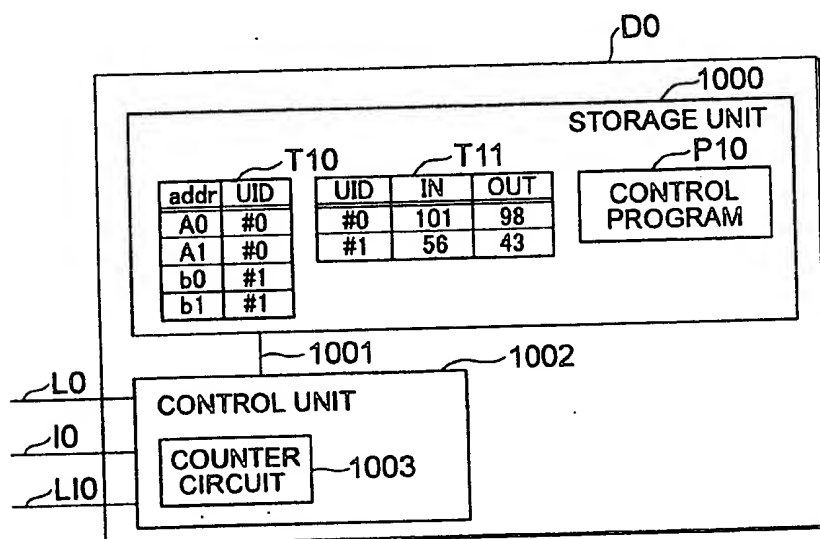 D0
1000
STORAGE UNIT
T10
T11
P10
addr UID
A0 #0
A1 #0
b0 #1
b1 #1
UID IN OUT
#0 101 98
#1 56 43
CONTROL
PROGRAM
1001
1002
L0
I0
LI0
CONTROL UNIT
COUNTER
CIRCUIT
1003